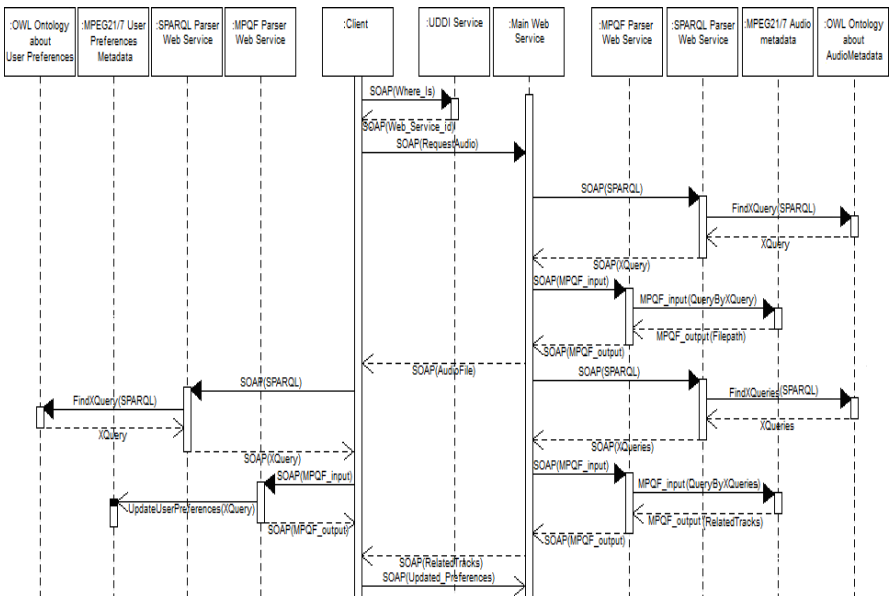 :OWL Ontology
about
User Preferences
:MPEG21/7 User
Preferences
Metadata
:SPARQL Parser
Web Service
:MPQF Parser
Web Service
:Client
:UDDI Service
:Main Web
Service
:MPQF Parser
Web Service
:SPARQL Parser
Web Service
:MPEG21/7 Audio
metadata
:OWL Ontology
about
AudioMetadata
SOAP(Where_Is)
SOAP(Web_Service_id)
SOAP(RequestAudio)
SOAP(SPARQL)
FindXQuery(SPARQL)
XQuery
SOAP(XQuery)
SOAP(MPQF_input)
MPQF_input(QueryByXQuery)
MPQF_output(Filepath)
SOAP(MPQF_output)
SOAP(AudioFile)
SOAP(SPARQL)
SOAP(SPARQL)
FindXQueries(SPARQL)
FindXQuery(SPARQL)
XQueries
XQuery
SOAP(XQueries)
SOAP(XQuery)
SOAP(MPQF_input)
SOAP(MPQF_input)
MPQF_input(QueryByXQueries)
UpdateUserPreferences(XQuery)
MPQF_output(RelatedTracks)
SOAP(MPQF_output)
SOAP(MPQF_output)
SOAP(RelatedTracks)
SOAP(Updated_Preferences)